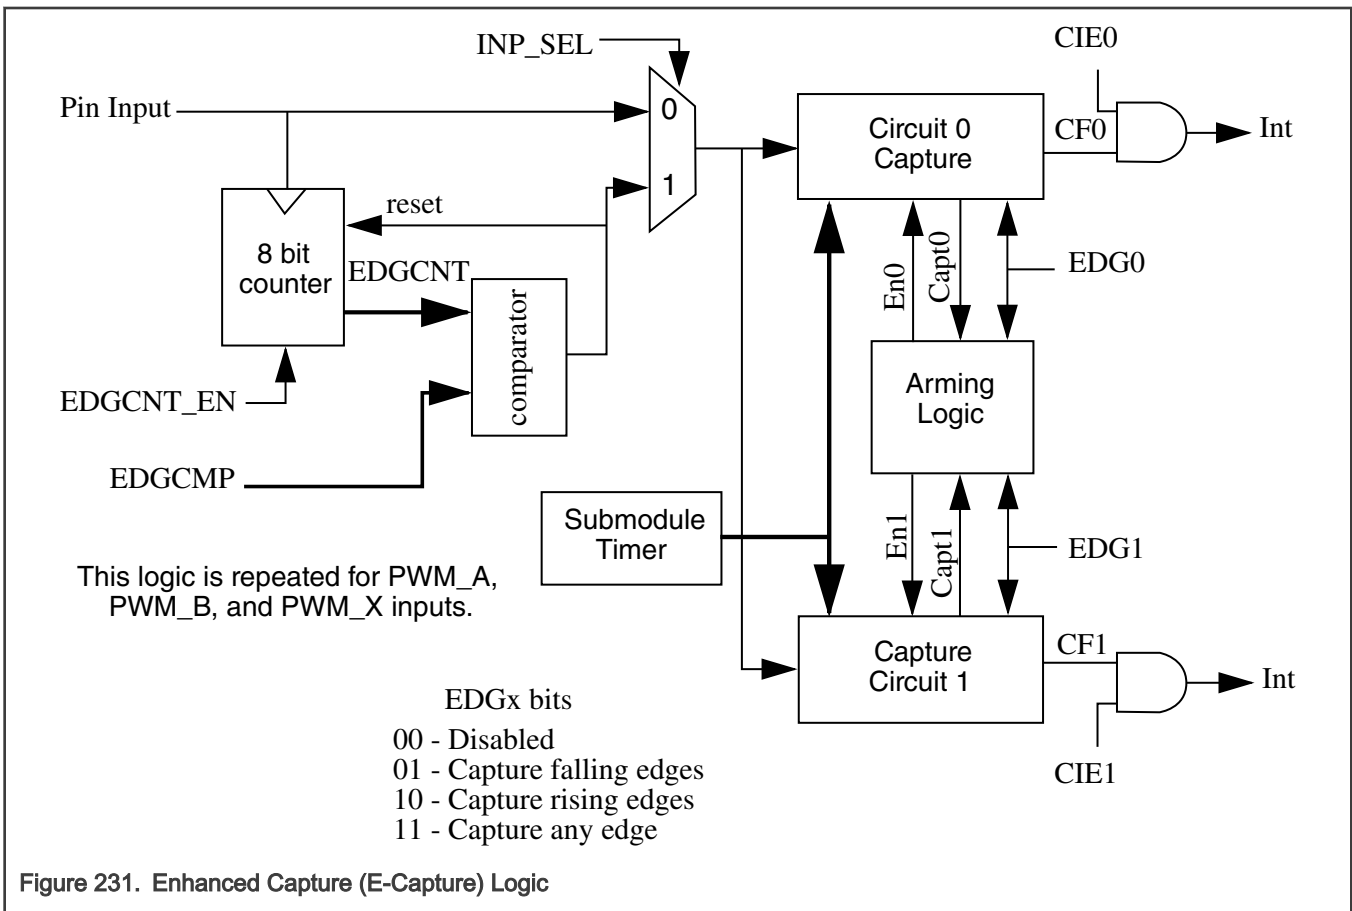 INP_SEL
CIE0
Pin Input
0
Circuit 0
Capture
CF0
Int
1
reset
8 bit
counter
EDGCNT
comparator
En0
Capt0
EDG0
EDGCNT_EN
Arming
Logic
EDGCMP
Submodule
Timer
En1
Capt1
EDG1
This logic is repeated for PWM_A,
PWM_B, and PWM_X inputs.
Capture
Circuit 1
CF1
Int
CIE1
EDGx bits
00 - Disabled
01 - Capture falling edges
10 - Capture rising edges
11 - Capture any edge
Figure 231. Enhanced Capture (E-Capture) Logic